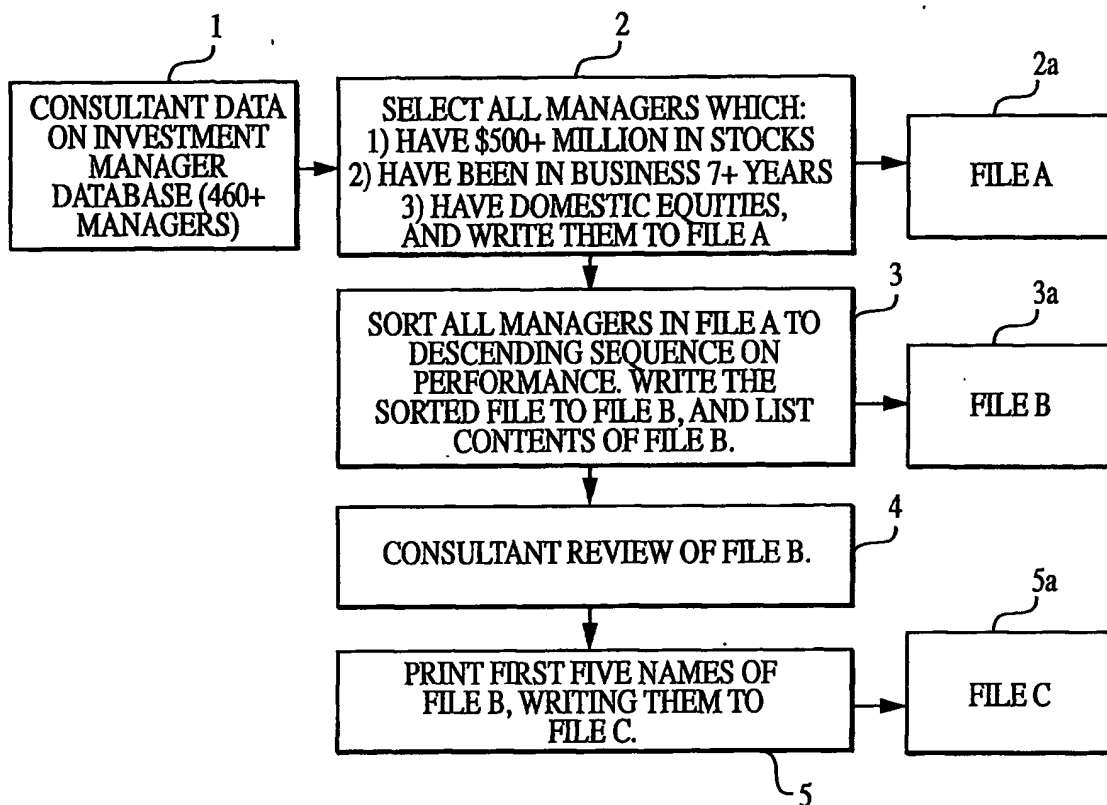 1
CONSULTANT DATA
ON INVESTMENT
MANAGER
DATABASE (460+
MANAGERS)
2
SELECT ALL MANAGERS WHICH:
1) HAVE $500+ MILLION IN STOCKS
2) HAVE BEEN IN BUSINESS 7+ YEARS
3) HAVE DOMESTIC EQUITIES,
AND WRITE THEM TO FILE A
2a
FILE A
3
SORT ALL MANAGERS IN FILE A TO
DESCENDING SEQUENCE ON
PERFORMANCE. WRITE THE
SORTED FILE TO FILE B, AND LIST
CONTENTS OF FILE B.
3a
FILE B
4
CONSULTANT REVIEW OF FILE B.
5a
PRINT FIRST FIVE NAMES OF
FILE B, WRITING THEM TO
FILE C.
FILE C
5